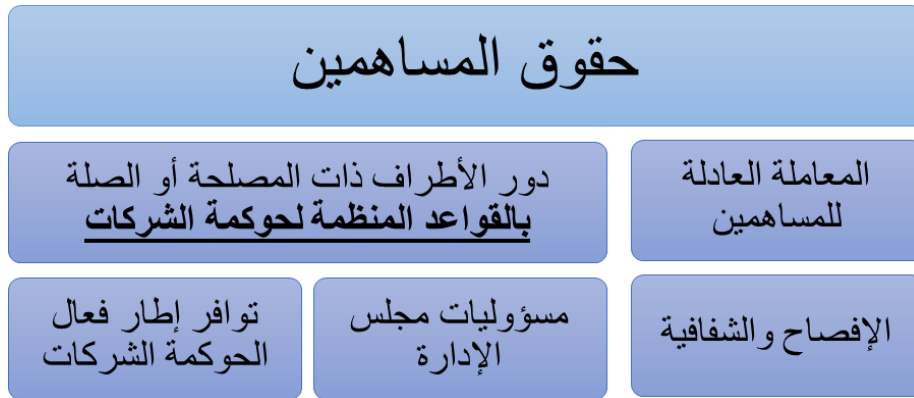 حقوق المساهمين
المعاملة العادلة
للمساهمين
دور الأطراف ذات المصلحة أو الصلة
بالقواعد المنظمة لحوكمة الشركات
الإفصاح والشفافية
مسؤوليات مجلس
الإدارة
توافر إطار فعال
الحوكمة الشركات